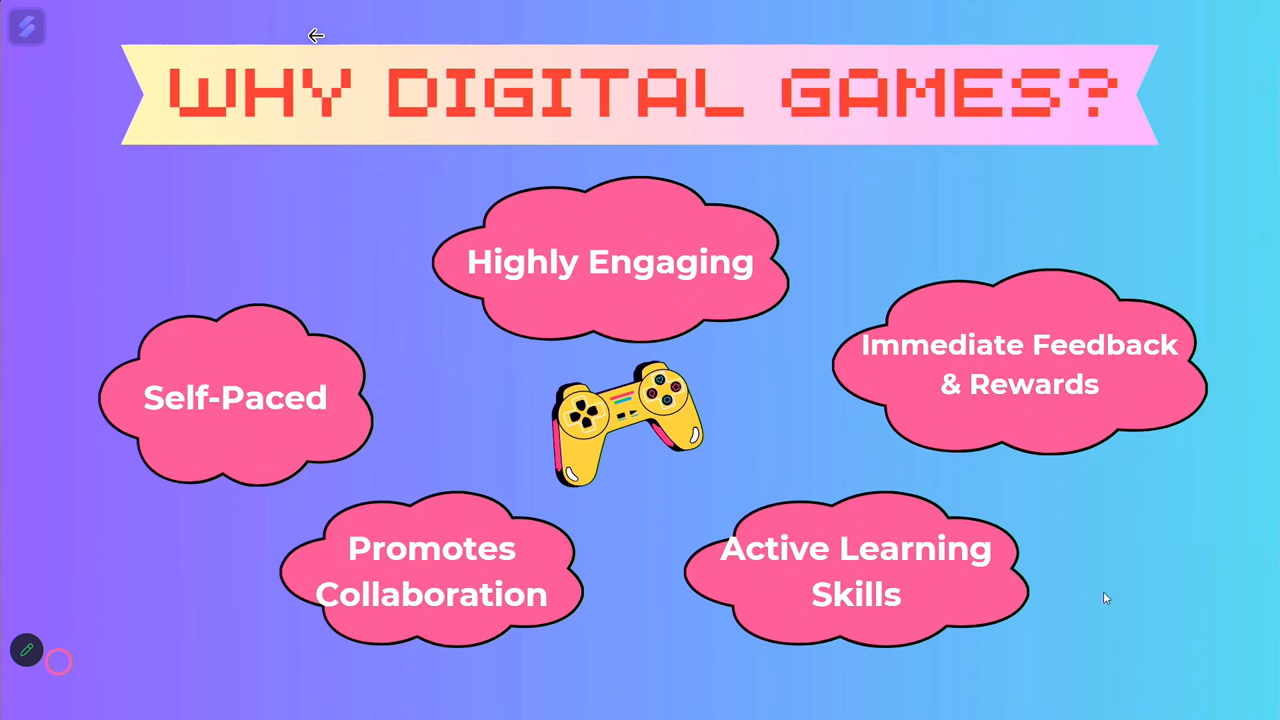 WHY DIGITAL GAMES?
Highly Engaging
Immediate Feedback
& Rewards
Self-Paced
Promotes
Collaboration
Active Learning
Skills